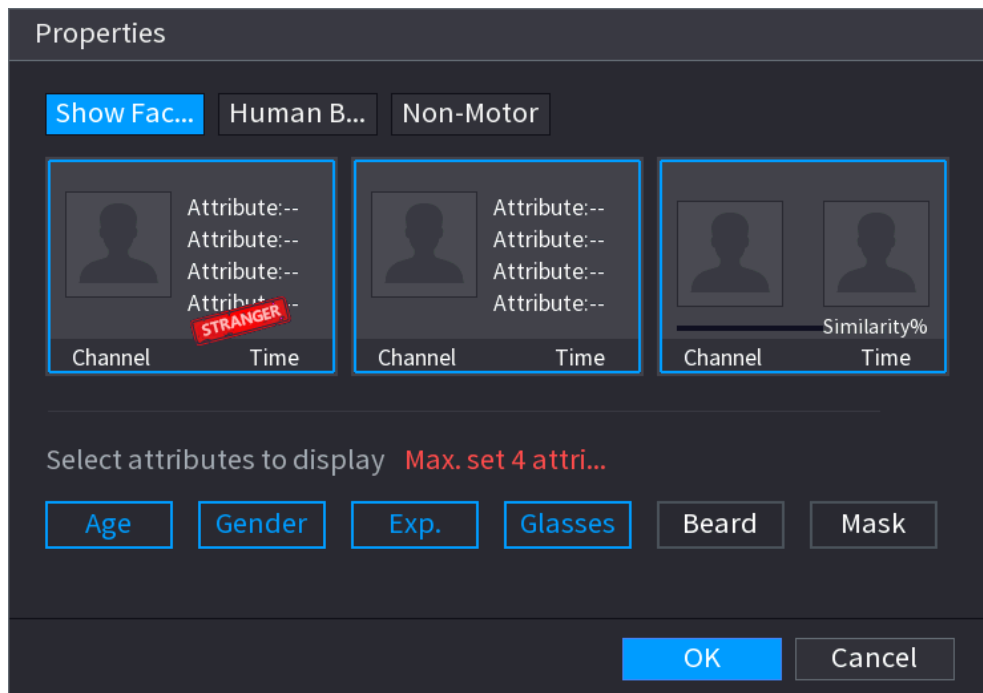 Properties
Show Fac... Human B... Non-Motor
Attribute:-- Attribute:--
Attribute:-- Attribute:--
Attribute:-- Attribute:--
Attribute:-- Attribute:--
STRANGER Similarity%
Channel Time Channel Time Channel Time
Select attributes to display Max. set 4 attri...
Age Gender Exp. Glasses Beard Mask
OK Cancel